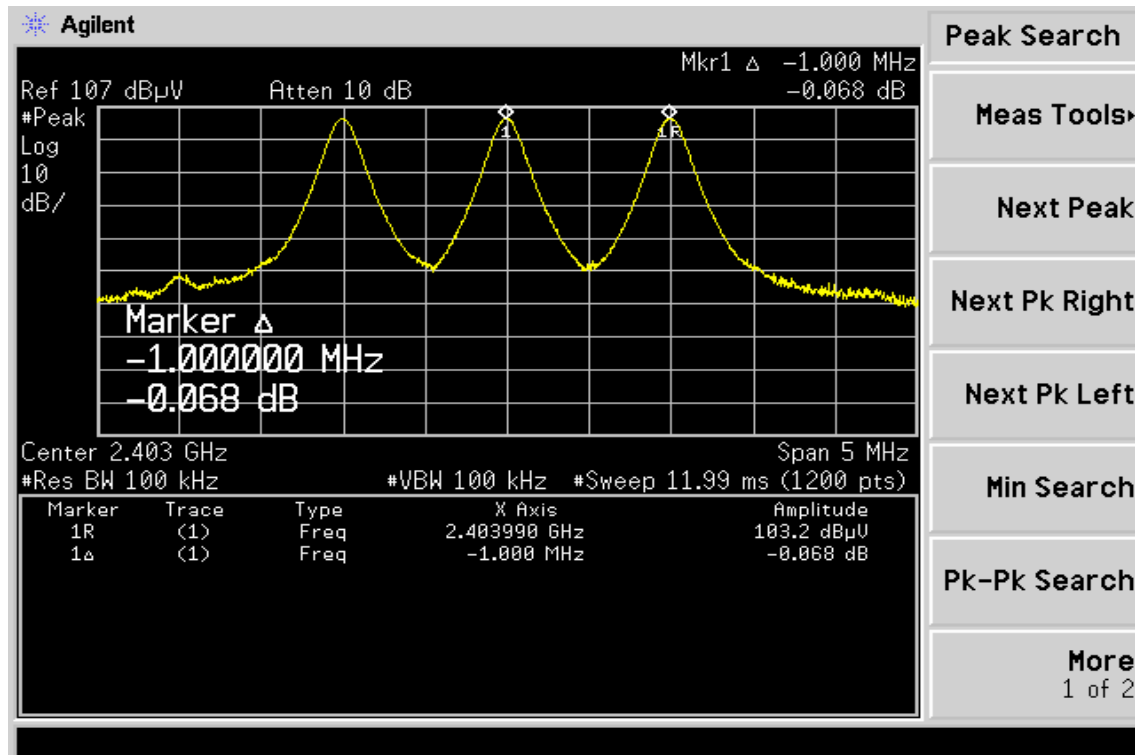 Agilent
Peak Search
Mkr1 Δ -1.000 MHz
Ref 107 dBµV Atten 10 dB -0.068 dB
#Peak
Log
10
dB/
1
1R
Marker Δ
-1.000000 MHz
-0.068 dB
Center 2.403 GHz Span 5 MHz
#Res BW 100 kHz #VBW 100 kHz #Sweep 11.99 ms (1200 pts)
Marker Trace Type X Axis Amplitude
1R (1) Freq 2.403990 GHz 103.2 dBµV
1Δ (1) Freq -1.000 MHz -0.068 dB
Meas Tools▸
Next Peak
Next Pk Right
Next Pk Left
Min Search
Pk-Pk Search
More
1 of 2